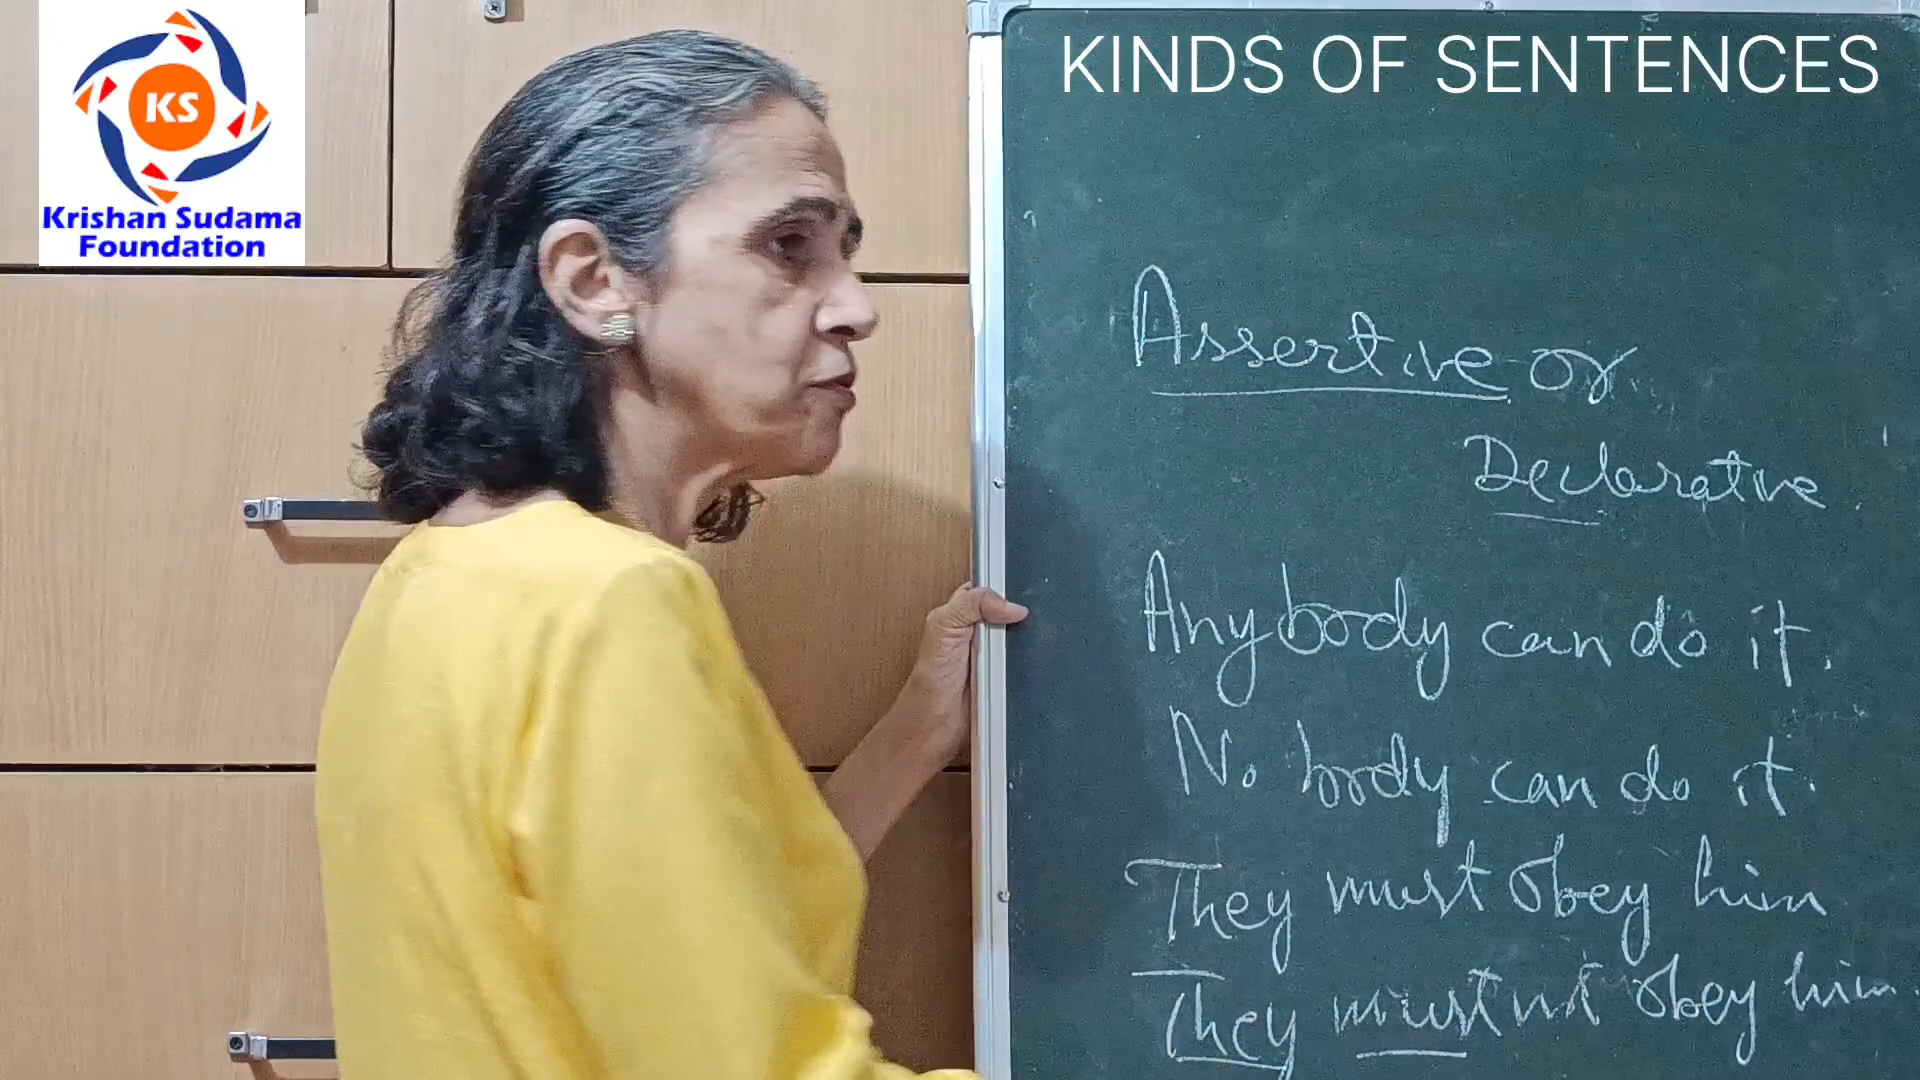 KS
Krishan Sudama
Foundation
KINDS OF SENTENCES
Assertive or
Declarative.
Anybody can do it.
No body can do it.
They must obey him
They must not obey him.